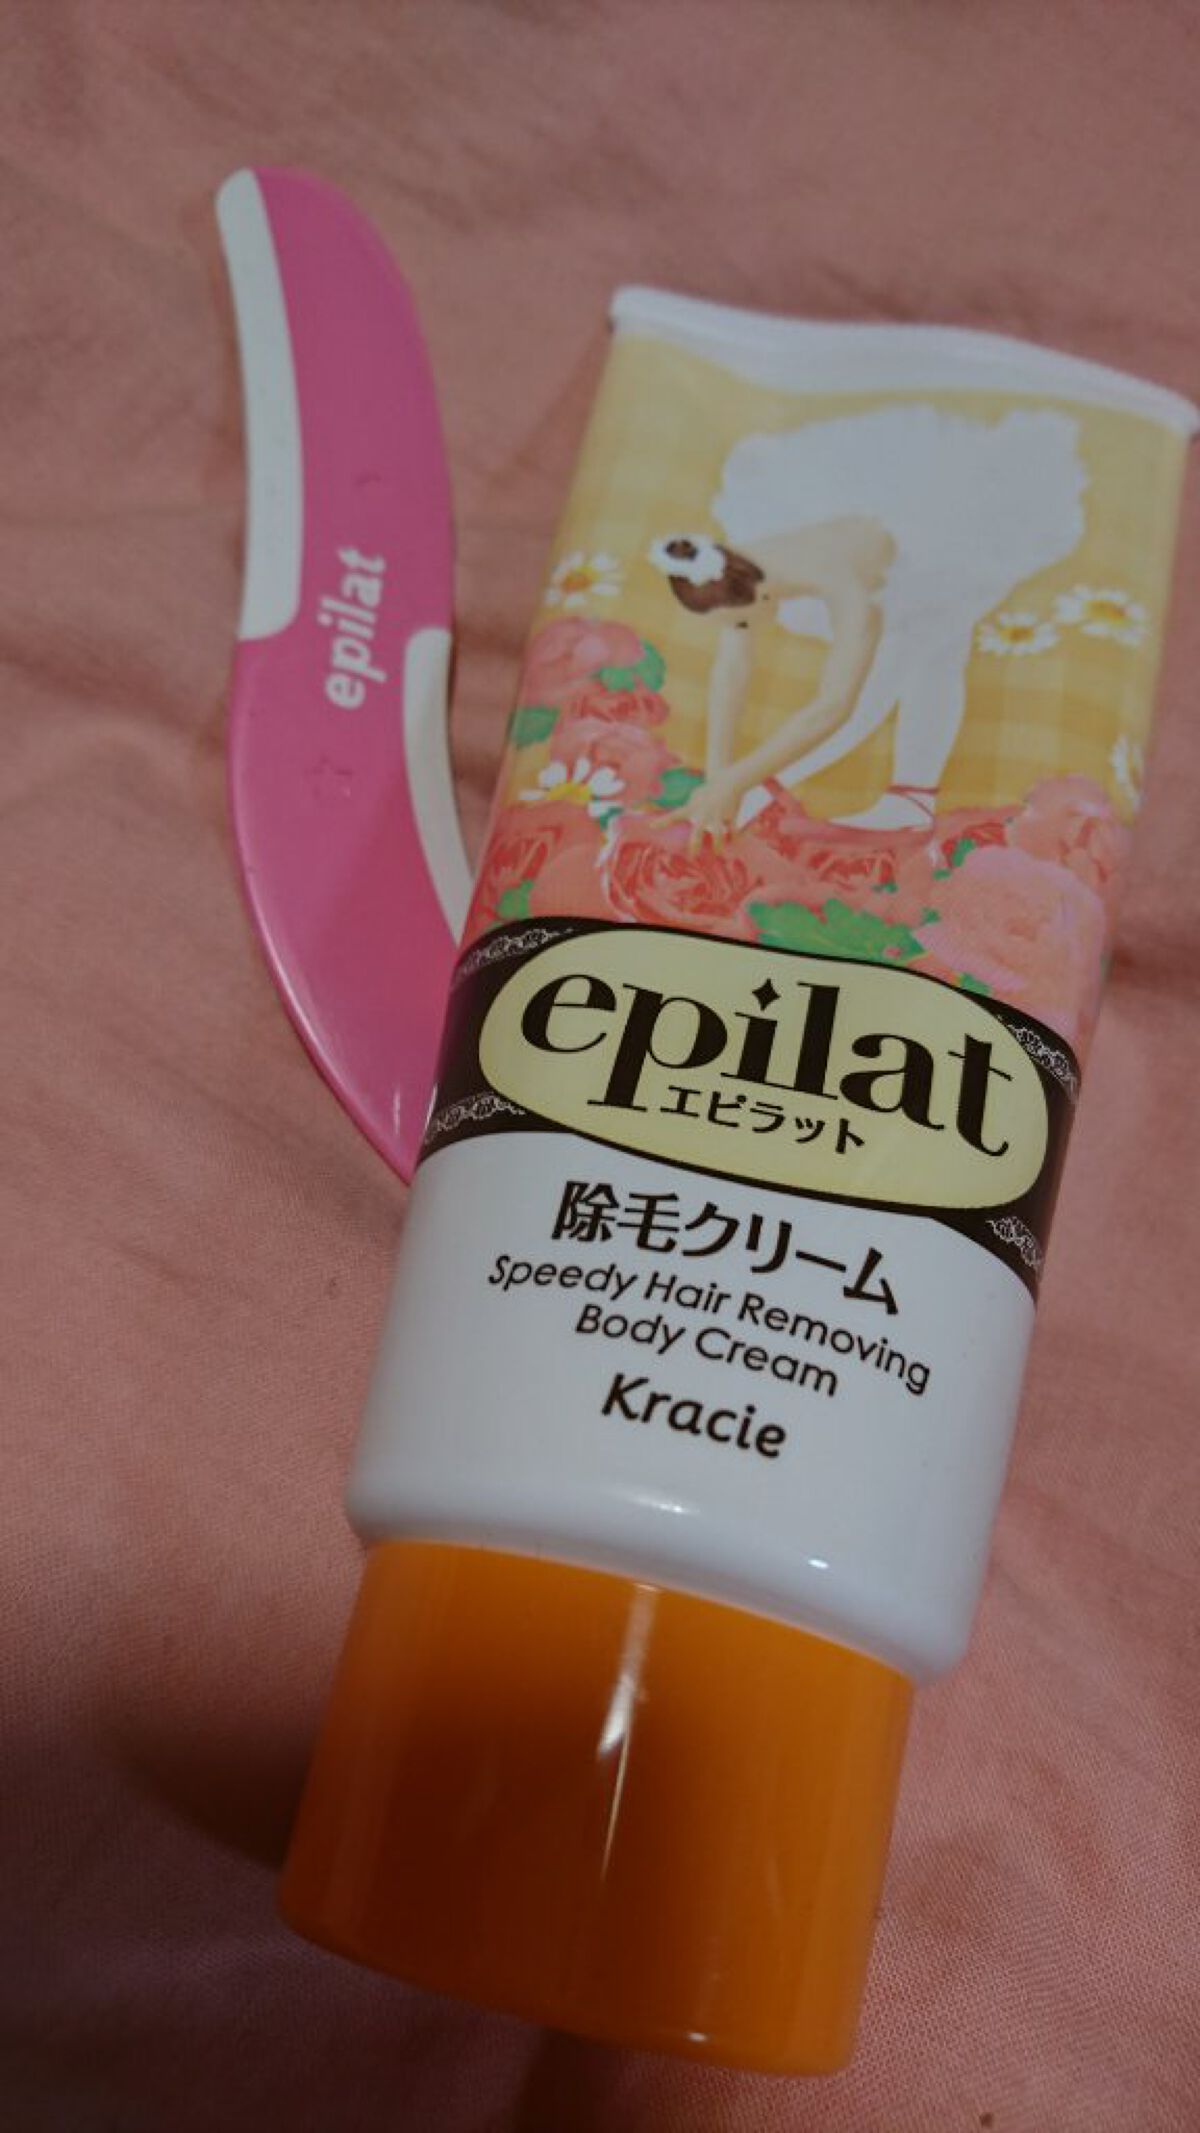 epilat
epilat
エピラット
除毛クリーム
Speedy Hair Removing
Body Cream
Kracie